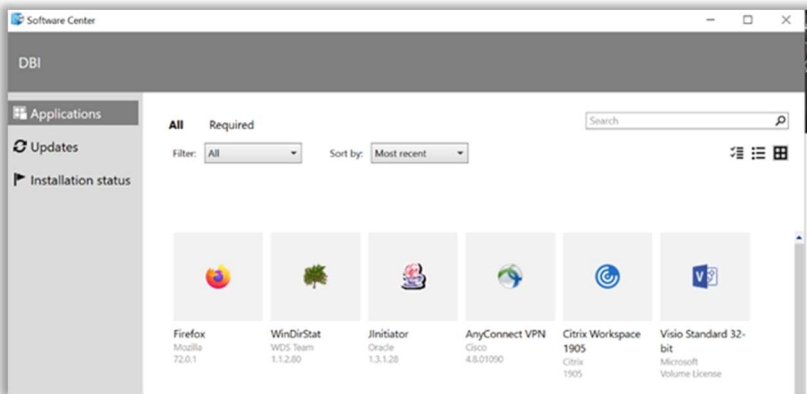 Software Center
DBI
Applications
Updates
Installation status
All Required
Search
Filter: All Sort by: Most recent
Firefox
Mozilla
72.0.1
WinDirStat
WDS Team
1.1.2.80
JInitiator
Oracle
1.3.1.28
AnyConnect VPN
Cisco
4.8.01090
Citrix Workspace
1905
Citrix
1905
Visio Standard 32-
bit
Microsoft
Volume License